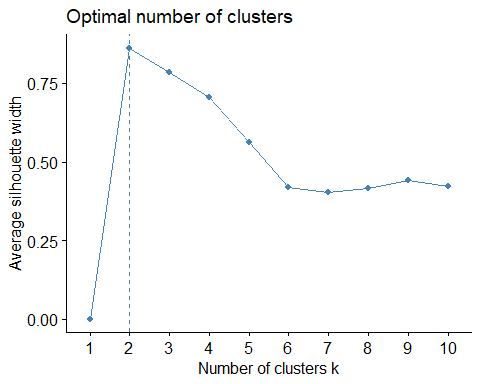 Optimal number of clusters
Average silhouette width
0.75
0.50
0.25
0.00
1 2 3 4 5 6 7 8 9 10
Number of clusters k